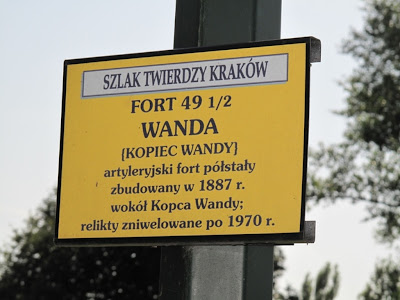 SZLAK TWIERDZY KRAKÓW
FORT 49 1/2
WANDA
{KOPIEC WANDY}
artyleryjski fort półstały
zbudowany w 1887 r.
wokół Kopca Wandy;
relikty zniwelowane po 1970 r.